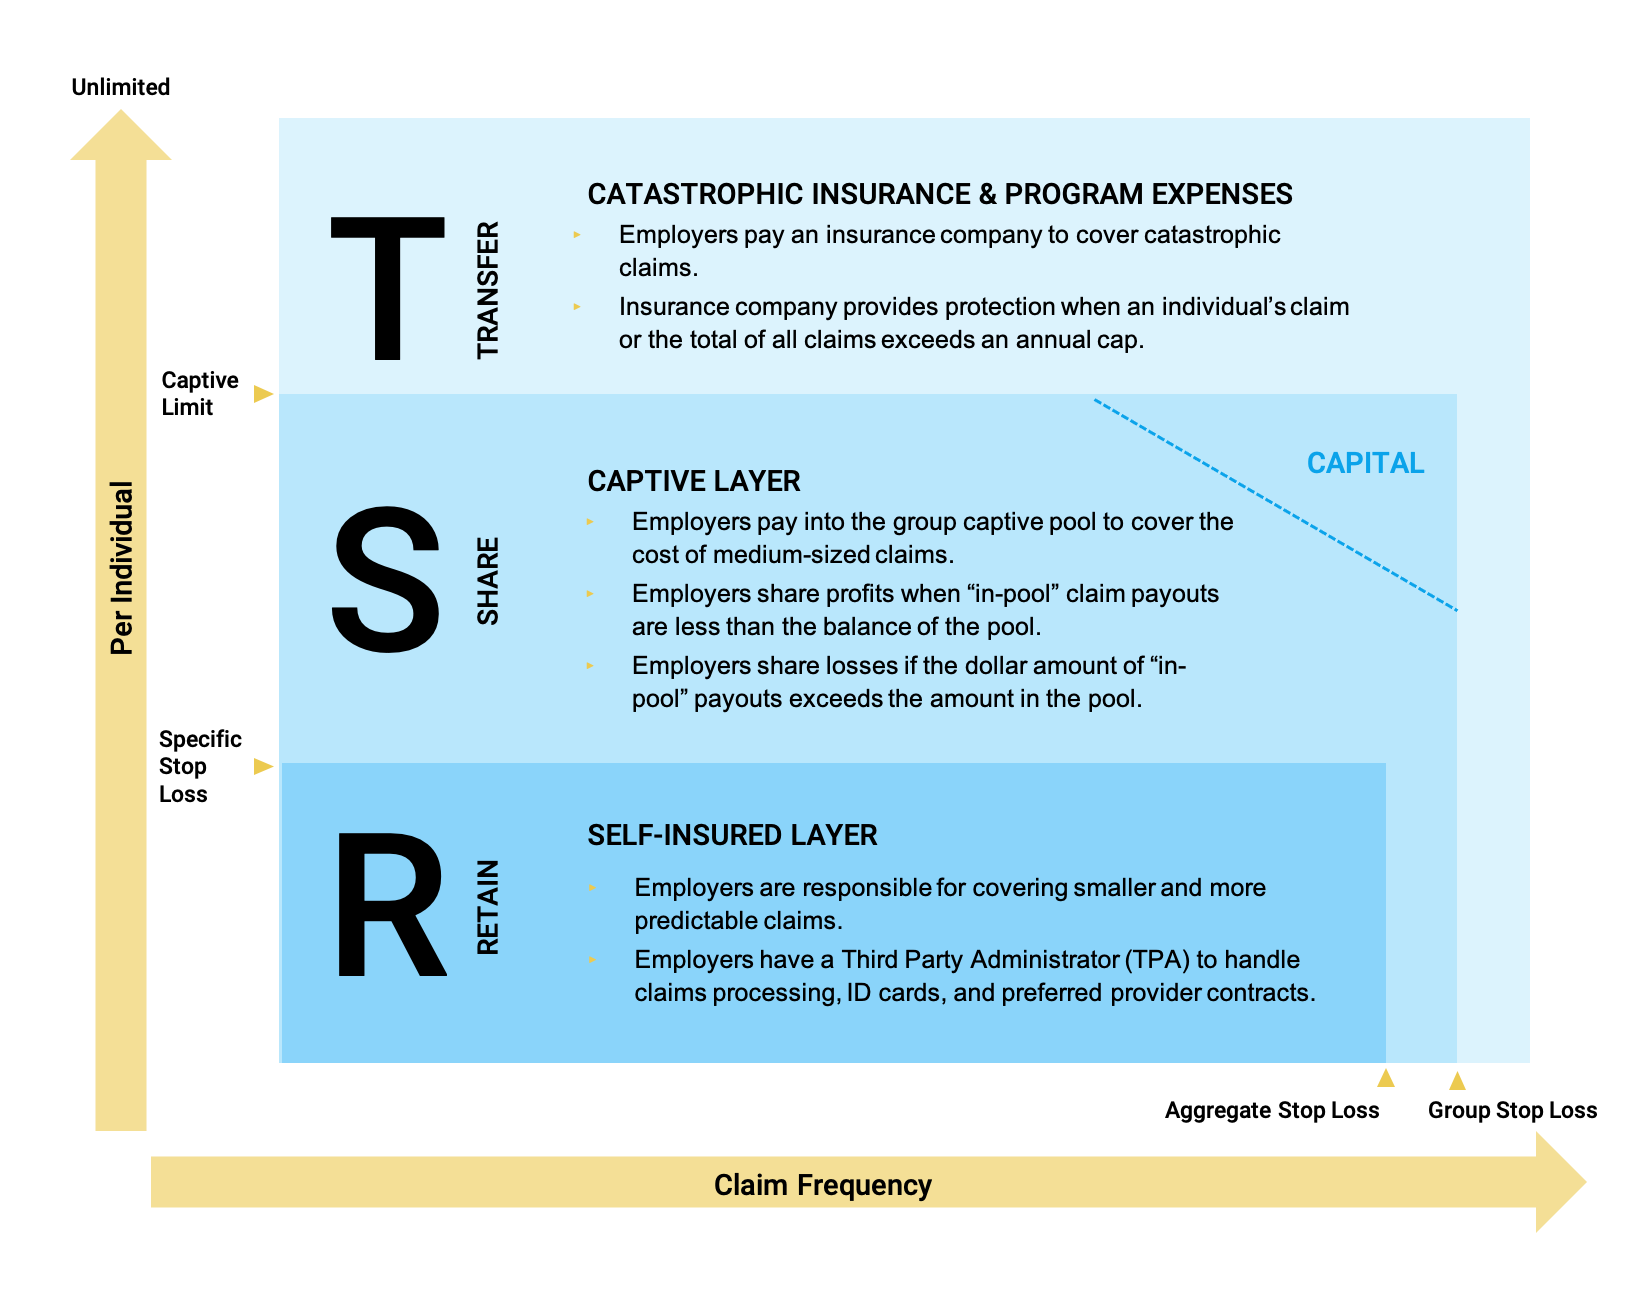 Unlimited
Per Individual
T
TRANSFER
CATASTROPHIC INSURANCE & PROGRAM EXPENSES
Employers pay an insurance company to cover catastrophic
claims.
Insurance company provides protection when an individual’s claim
or the total of all claims exceeds an annual cap.
Captive
Limit
S
SHARE
CAPITAL
CAPTIVE LAYER
Employers pay into the group captive pool to cover the
cost of medium-sized claims.
Employers share profits when “in-pool” claim payouts
are less than the balance of the pool.
Employers share losses if the dollar amount of “in-
pool” payouts exceeds the amount in the pool.
Specific
Stop
Loss
R
RETAIN
SELF-INSURED LAYER
Employers are responsible for covering smaller and more
predictable claims.
Employers have a Third Party Administrator (TPA) to handle
claims processing, ID cards, and preferred provider contracts.
Aggregate Stop Loss
Group Stop Loss
Claim Frequency